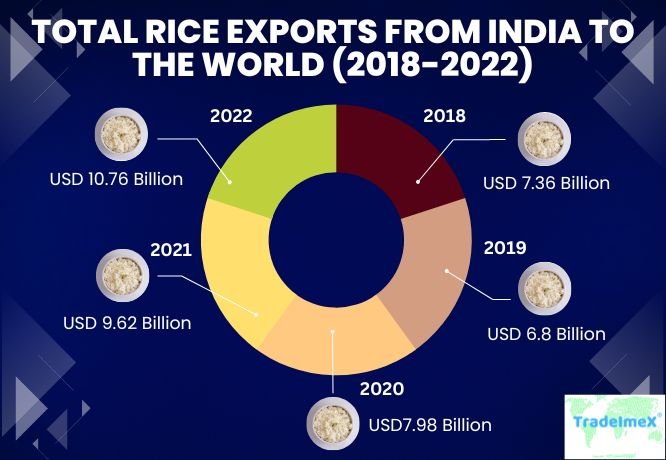 TOTAL RICE EXPORTS FROM INDIA TO
THE WORLD (2018-2022)
2022
USD 10.76 Billion
2018
USD 7.36 Billion
2021
USD 9.62 Billion
2019
USD 6.8 Billion
2020
USD7.98 Billion
TradeImeX®